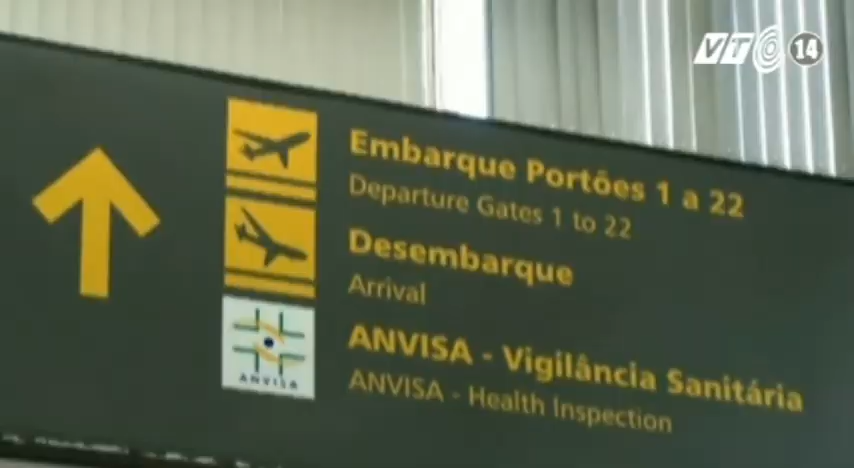 VTC 14
Embarque Portões 1 a 22
Departure Gates 1 to 22
Desembarque
Arrival
ANVISA - Vigilância Sanitária
ANVISA - Health Inspection
ANVISA